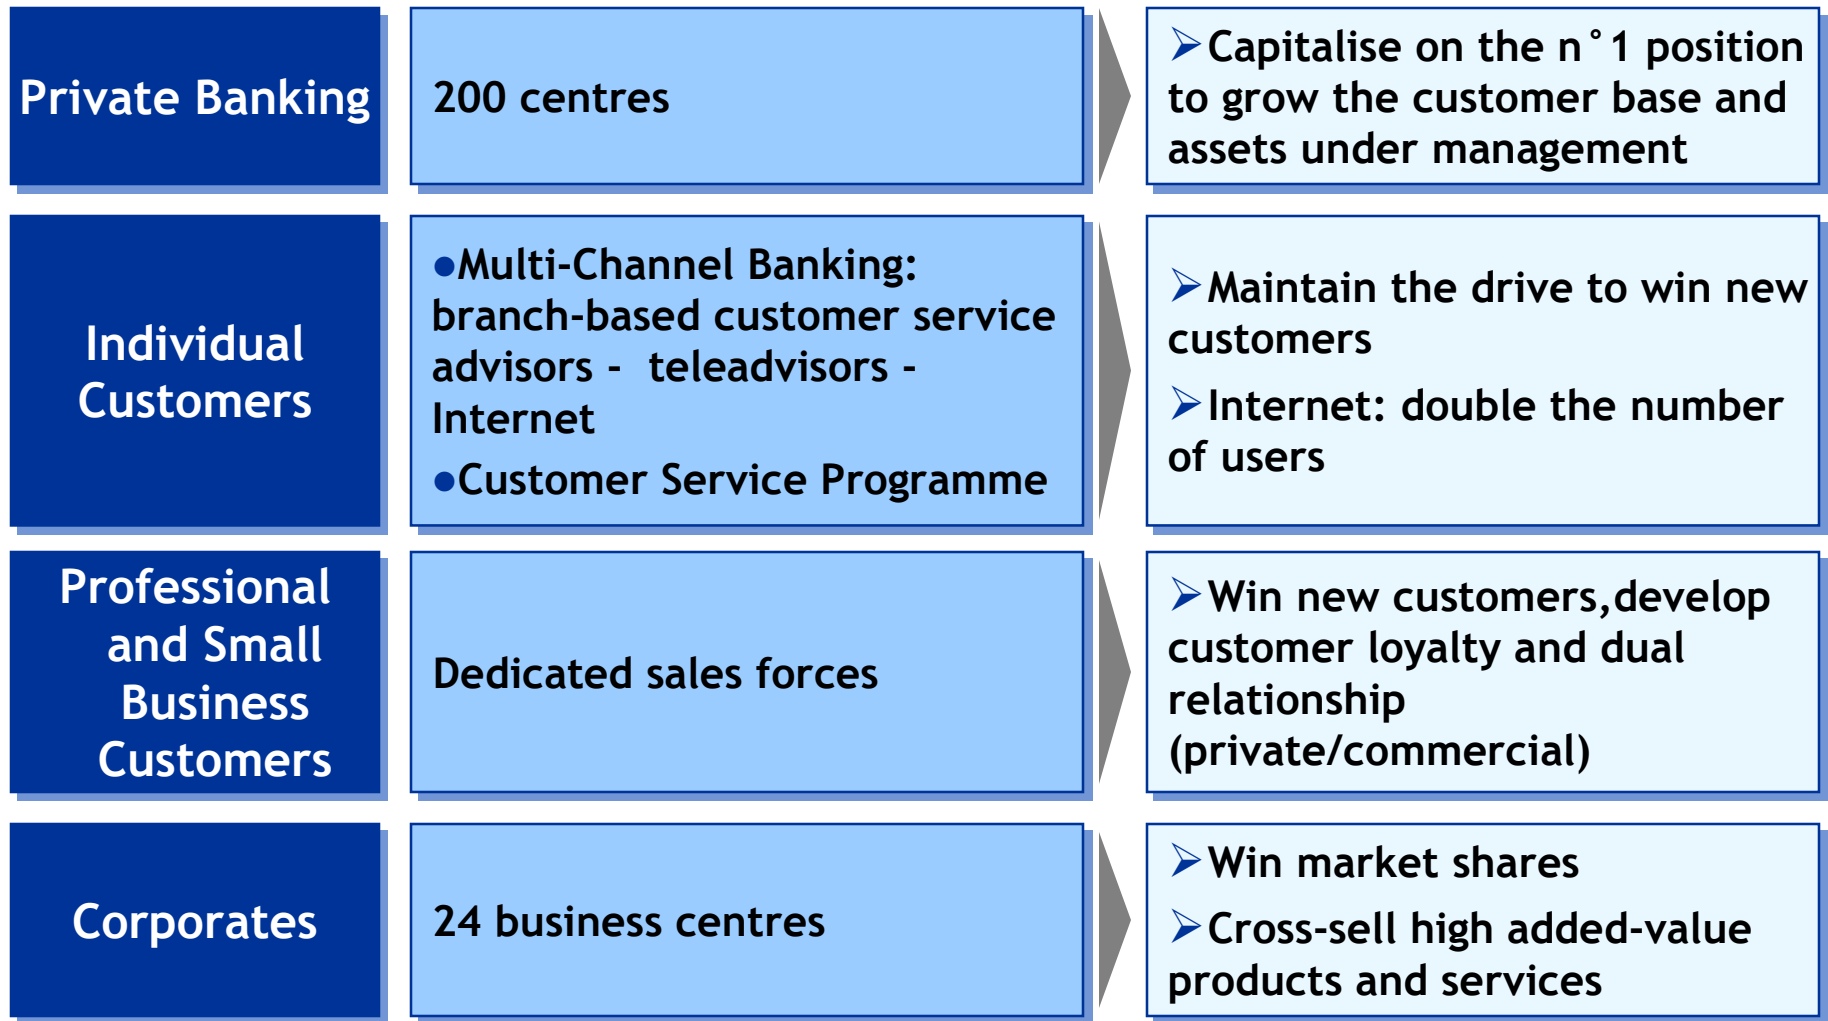 Private Banking
200 centres
➢Capitalise on the n°1 position
to grow the customer base and
assets under management
Individual
Customers
●Multi-Channel Banking:
branch-based customer service
advisors - teleadvisors -
Internet
●Customer Service Programme
➢Maintain the drive to win new
customers
➢Internet: double the number
of users
Professional
and Small
Business
Customers
Dedicated sales forces
➢Win new customers,develop
customer loyalty and dual
relationship
(private/commercial)
Corporates
24 business centres
➢Win market shares
➢Cross-sell high added-value
products and services